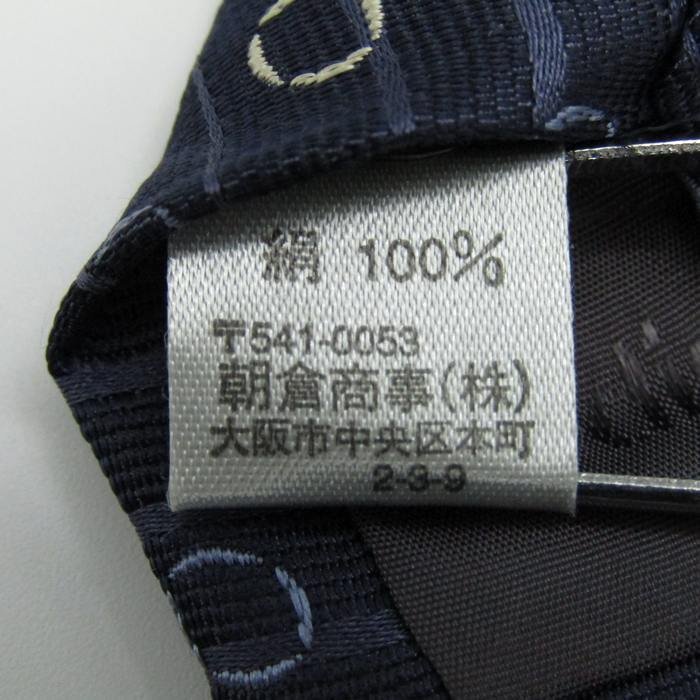 絹 100%
〒541-0053
朝倉商事(株)
大阪市中央区本町
2-3-9